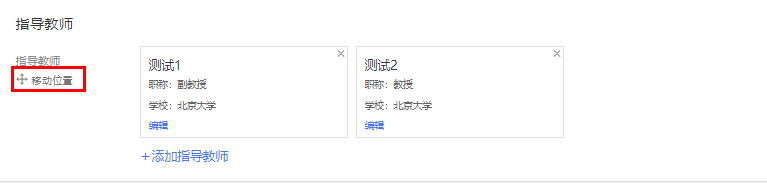 指导教师
指导教师
移动位置
测试1
职称：副教授
学校：北京大学
编辑
测试2
职称：教授
学校：北京大学
编辑
+添加指导教师